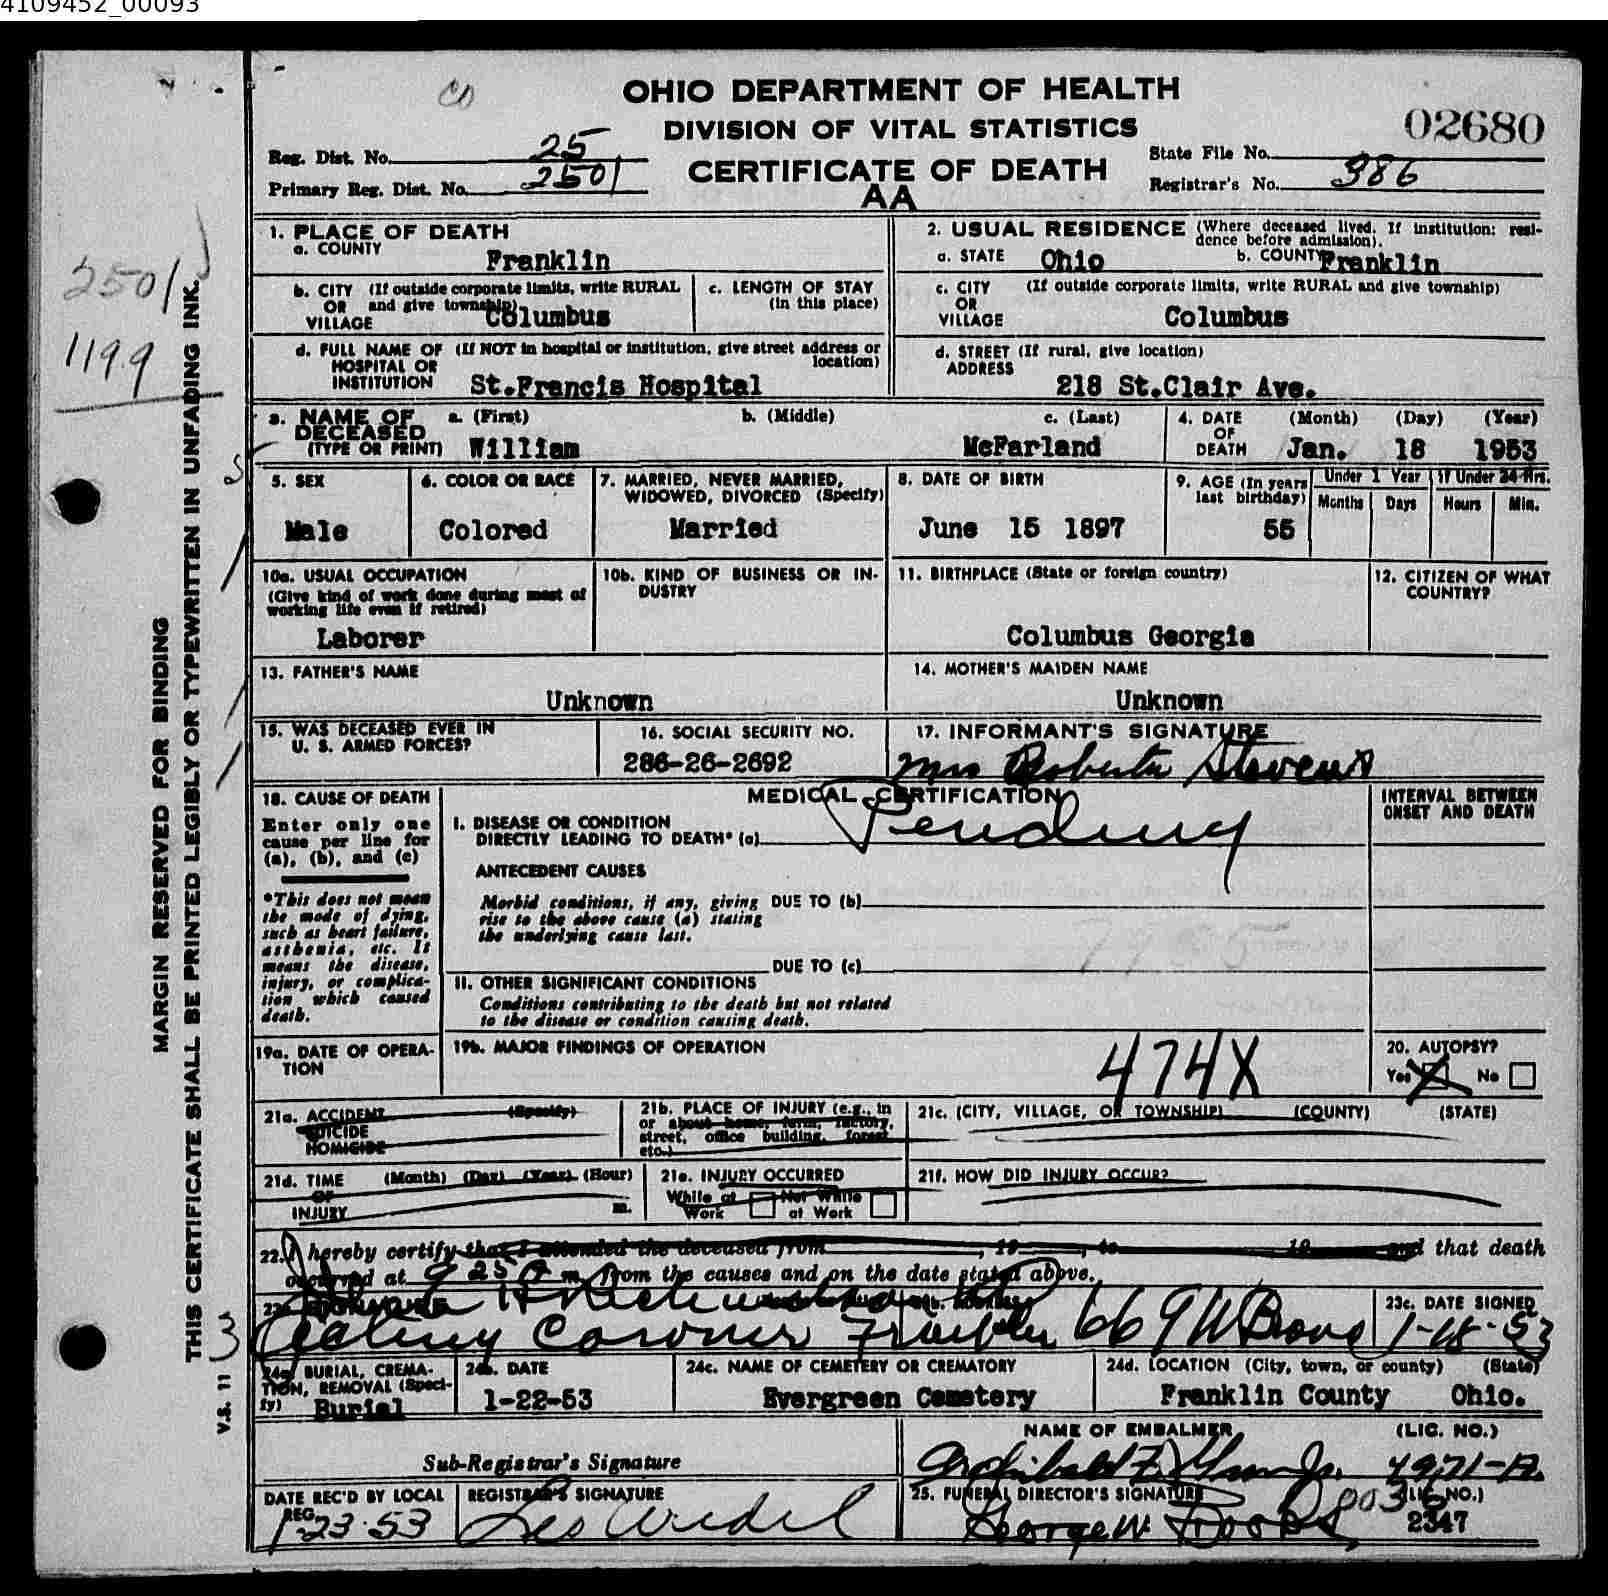 4109452_00093
OHIO DEPARTMENT OF HEALTH
DIVISION OF VITAL STATISTICS
CERTIFICATE OF DEATH
AA
02680
Reg. Dist. No. 25
Primary Reg. Dist. No. 2501
State File No.
Registrar's No. 386
2501
1199
MARGIN RESERVED FOR BINDING
THIS CERTIFICATE SHALL BE PRINTED LEGIBLY OR TYPEWRITTEN IN UNFADING INK.
V.S. 11
3
1. PLACE OF DEATH
a. COUNTY
Franklin
2. USUAL RESIDENCE (Where deceased lived. If institution: resi-
dence before admission).
a. STATE Ohio b. COUNTY Franklin
b. CITY (If outside corporate limits, write RURAL
OR and give township)
VILLAGE Columbus
c. LENGTH OF STAY
(in this place)
c. CITY (If outside corporate limits, write RURAL and give township)
OR
VILLAGE Columbus
d. FULL NAME OF (If NOT in hospital or institution, give street address or
HOSPITAL OR location)
INSTITUTION St.Francis Hospital
d. STREET (If rural, give location)
ADDRESS
218 St.Clair Ave.
3. NAME OF a. (First) b. (Middle) c. (Last)
DECEASED
(TYPE OR PRINT) William McFarland
4. DATE (Month) (Day) (Year)
OF
DEATH Jan. 18 1953
5. SEX
Male
6. COLOR OR RACE
Colored
7. MARRIED, NEVER MARRIED,
WIDOWED, DIVORCED (Specify)
Married
8. DATE OF BIRTH
June 15 1897
9. AGE (In years
last birthday)
55
Under 1 Year
Months Days
If Under 24 Hrs.
Hours Min.
10a. USUAL OCCUPATION
(Give kind of work done during most of
working life even if retired)
Laborer
10b. KIND OF BUSINESS OR IN-
DUSTRY
11. BIRTHPLACE (State or foreign country)
Columbus Georgia
12. CITIZEN OF WHAT
COUNTRY?
13. FATHER'S NAME
Unknown
14. MOTHER'S MAIDEN NAME
Unknown
15. WAS DECEASED EVER IN
U. S. ARMED FORCES?
16. SOCIAL SECURITY NO.
286-26-2692
17. INFORMANT'S SIGNATURE
Mrs Roberta Stevens
18. CAUSE OF DEATH
Enter only one
cause per line for
(a), (b), and (c)
*This does not mean
the mode of dying,
such as heart failure,
asthenia, etc. It
means the disease,
injury, or complica-
tion which caused
death.
MEDICAL CERTIFICATION
I. DISEASE OR CONDITION
DIRECTLY LEADING TO DEATH* (a) Pending
ANTECEDENT CAUSES
Morbid conditions, if any, giving DUE TO (b)
rise to the above cause (a) stating
the underlying cause last.
DUE TO (c)
II. OTHER SIGNIFICANT CONDITIONS
Conditions contributing to the death but not related
to the disease or condition causing death.
INTERVAL BETWEEN
ONSET AND DEATH
19a. DATE OF OPERA-
TION
19b. MAJOR FINDINGS OF OPERATION
474X
20. AUTOPSY?
Yes No
21a. ACCIDENT (Specify)
SUICIDE
HOMICIDE
21b. PLACE OF INJURY (e.g., in
or about home, farm, factory,
street, office building, forest
etc.)
21c. (CITY, VILLAGE, OR TOWNSHIP) (COUNTY) (STATE)
21d. TIME (Month) (Day) (Year) (Hour)
OF
INJURY m.
21e. INJURY OCCURRED
While at Not While
Work at Work
21f. HOW DID INJURY OCCUR?
22. I hereby certify that I attended the deceased from , 19 , to 19 and that death
occurred at 9 25 P m., from the causes and on the date stated above.
Acting Coroner 669 W Broad
23c. DATE SIGNED
1-18-53
24a. BURIAL, CREMA-
TION, REMOVAL (Speci-
fy) Burial
24b. DATE
1-22-53
24c. NAME OF CEMETERY OR CREMATORY
Evergreen Cemetery
24d. LOCATION (City, town, or county) (State)
Franklin County Ohio.
Sub-Registrar's Signature
NAME OF EMBALMER (LIC. NO.)
4971-A
DATE REC'D BY LOCAL
REG.
1-23-53
REGISTRAR'S SIGNATURE
25. FUNERAL DIRECTOR'S SIGNATURE (LIC. NO.)
George W.
2347